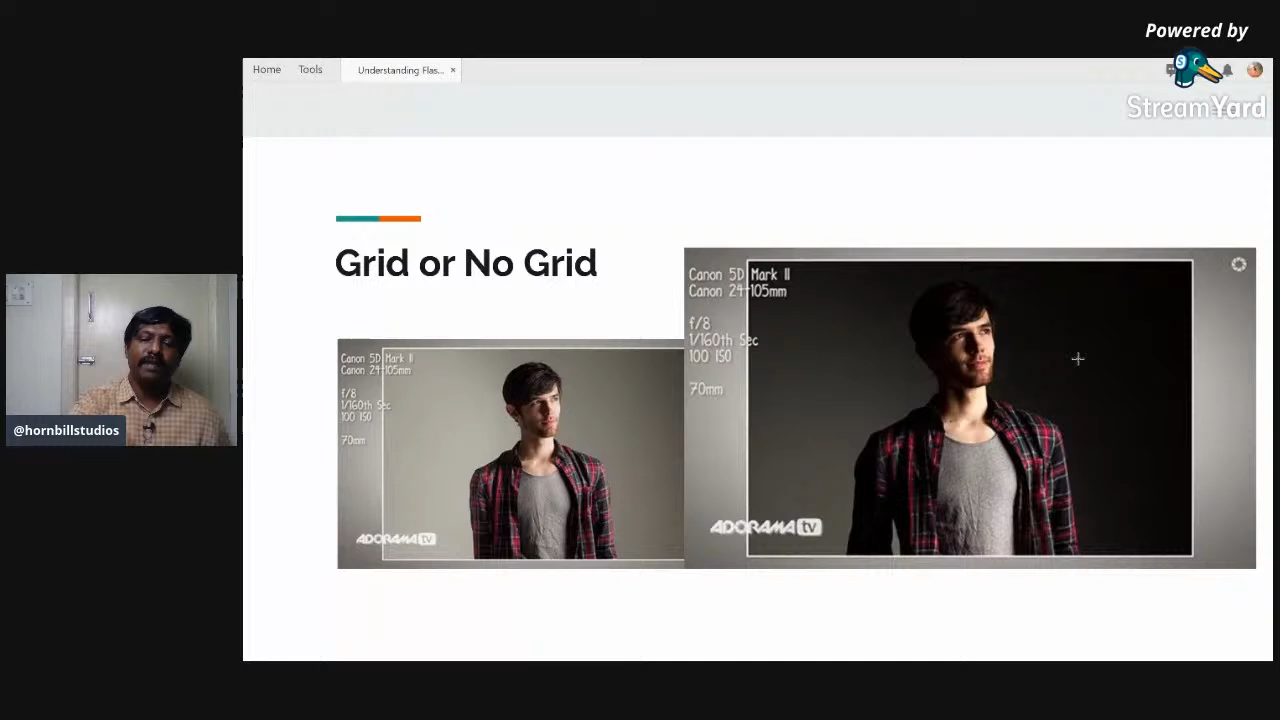 Powered by
StreamYard
Home Tools Understanding Flas... ×
Grid or No Grid
Canon 5D Mark II
Canon 24-105mm
f/8
1/160th Sec
100 ISO
70mm
ADORAMA tv
Canon 5D Mark II
Canon 24-105mm
f/8
1/160th Sec
100 ISO
70mm
ADORAMA tv
@hornbillstudios